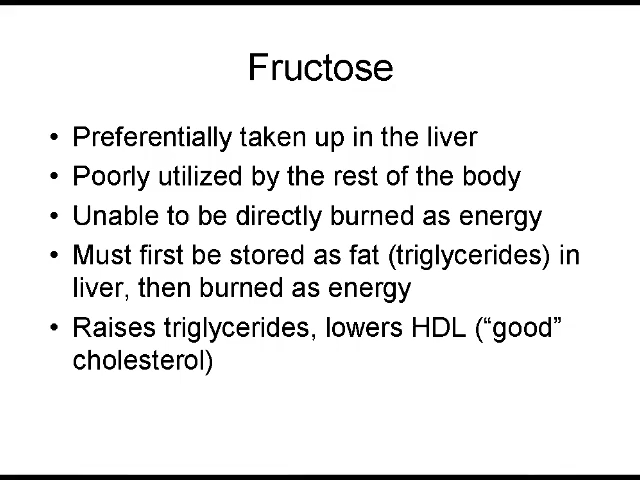 Fructose
• Preferentially taken up in the liver
• Poorly utilized by the rest of the body
• Unable to be directly burned as energy
• Must first be stored as fat (triglycerides) in
liver, then burned as energy
• Raises triglycerides, lowers HDL (“good”
cholesterol)